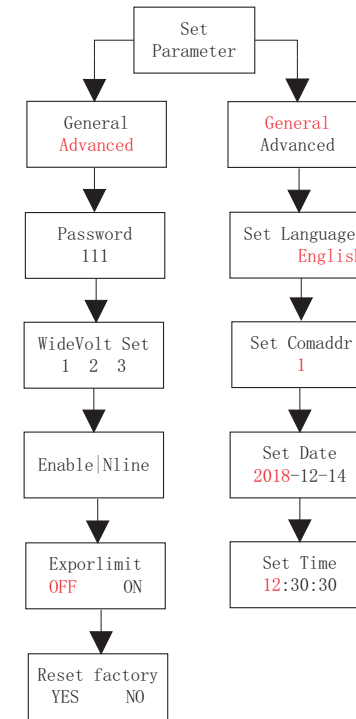 Set
Parameter
General
Advanced
Password
111
WideVolt Set
1 2 3
Enable|Nline
Exporlimit
OFF ON
Reset factory
YES NO
General
Advanced
Set Language
English
Set Comaddr
1
Set Date
2018-12-14
Set Time
12:30:30